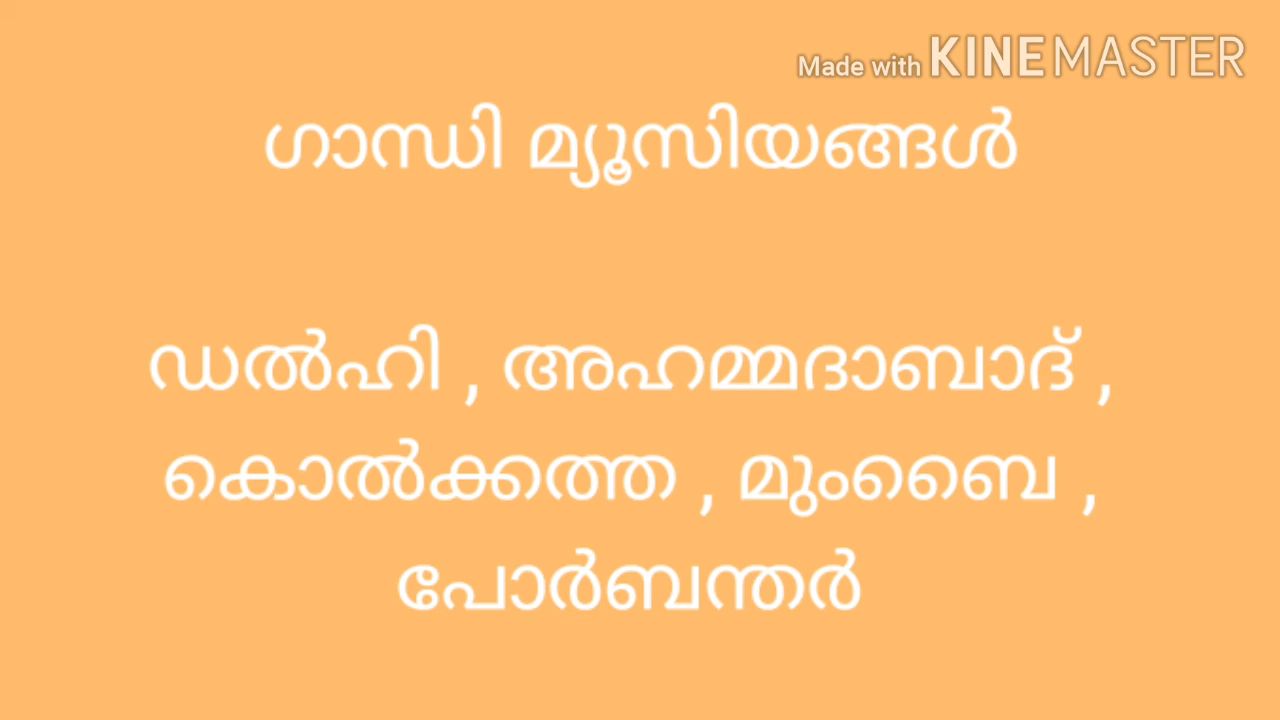 Made with KINEMASTER
ഗാന്ധി മ്യൂസിയങ്ങൾ
ഡൽഹി , അഹമ്മദാബാദ് ,
കൊൽക്കത്ത , മുംബൈ ,
പോർബന്തർ